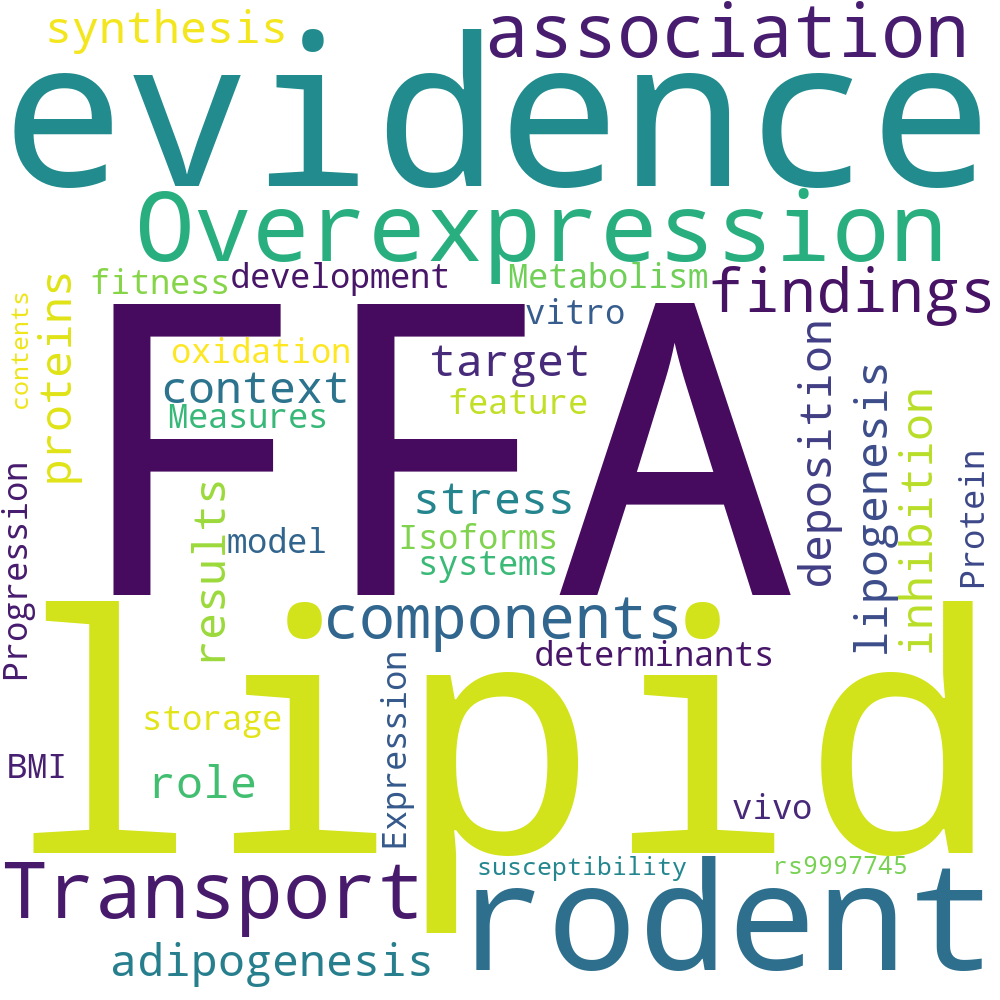 synthesis
association
evidence
Overexpression
fitness
development
Metabolism
findings
contents
proteins
vitro
oxidation
target
context
feature
Measures
FFA
deposition
lipogenesis
inhibition
Protein
Progression
results
stress
model
Isoforms
systems
components
determinants
lipid
Expression
storage
BMI
role
vivo
susceptibility
rs9997745
Transport
rodent
adipogenesis